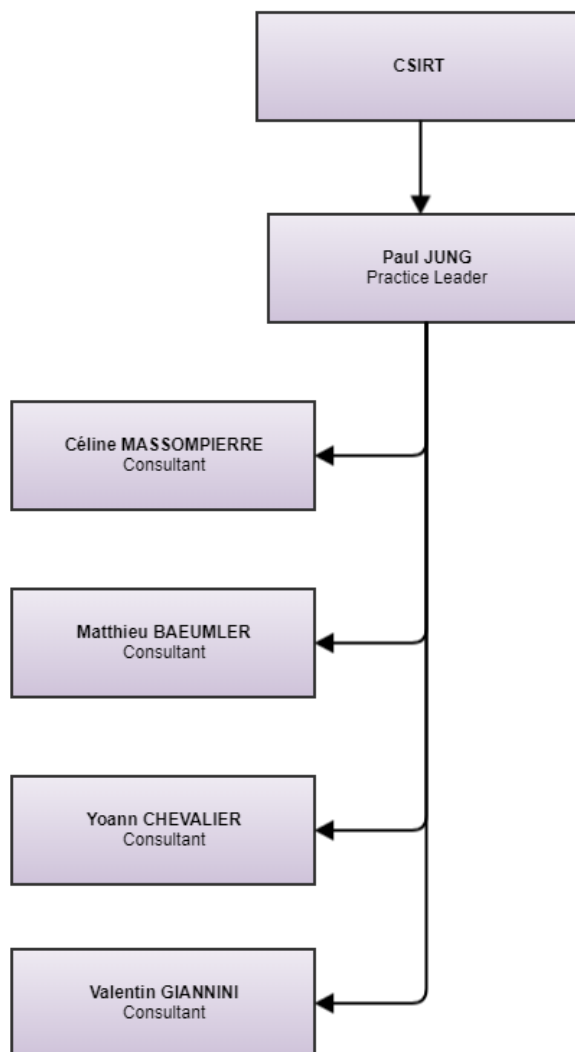 CSIRT
Paul JUNG
Practice Leader
Céline MASSOMPIERRE
Consultant
Matthieu BAEUMLER
Consultant
Yoann CHEVALIER
Consultant
Valentin GIANNINI
Consultant